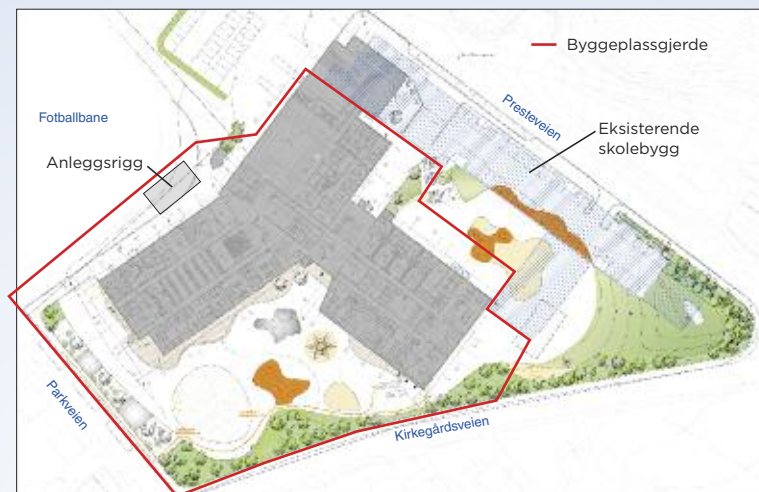 Byggeplassgjerde
Fotballbane
Presteveien
Eksisterende
skolebygg
Anleggsrigg
Parkveien
Kirkegårdsveien